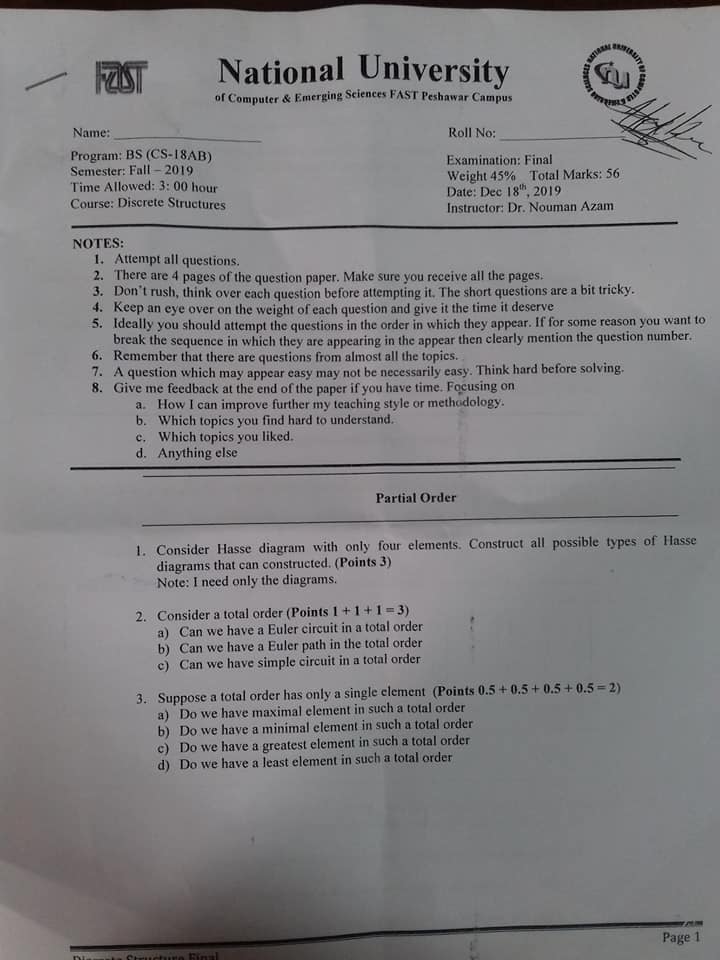 FAST
National University
of Computer & Emerging Sciences FAST Peshawar Campus
Name:
Roll No:
Program: BS (CS-18AB)
Semester: Fall – 2019
Time Allowed: 3: 00 hour
Course: Discrete Structures
Examination: Final
Weight 45% Total Marks: 56
Date: Dec 18th, 2019
Instructor: Dr. Nouman Azam
NOTES:
1. Attempt all questions.
2. There are 4 pages of the question paper. Make sure you receive all the pages.
3. Don't rush, think over each question before attempting it. The short questions are a bit tricky.
4. Keep an eye over on the weight of each question and give it the time it deserve
5. Ideally you should attempt the questions in the order in which they appear. If for some reason you want to
break the sequence in which they are appearing in the appear then clearly mention the question number.
6. Remember that there are questions from almost all the topics.
7. A question which may appear easy may not be necessarily easy. Think hard before solving.
8. Give me feedback at the end of the paper if you have time. Focusing on
a. How I can improve further my teaching style or methodology.
b. Which topics you find hard to understand.
c. Which topics you liked.
d. Anything else
Partial Order
1. Consider Hasse diagram with only four elements. Construct all possible types of Hasse
diagrams that can constructed. (Points 3)
Note: I need only the diagrams.
2. Consider a total order (Points 1 + 1 + 1 = 3)
a) Can we have a Euler circuit in a total order
b) Can we have a Euler path in the total order
c) Can we have simple circuit in a total order
3. Suppose a total order has only a single element (Points 0.5 + 0.5 + 0.5 + 0.5 = 2)
a) Do we have maximal element in such a total order
b) Do we have a minimal element in such a total order
c) Do we have a greatest element in such a total order
d) Do we have a least element in such a total order
Page 1
Discrete Structure Final